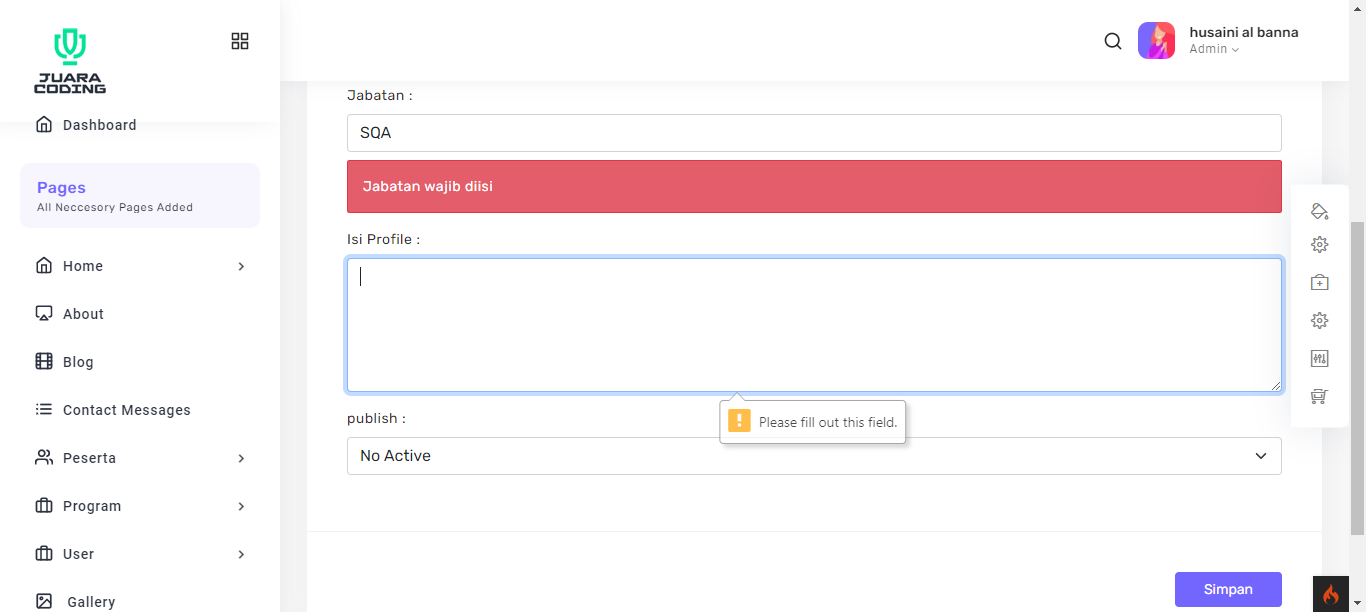 JUARA
CODING
husaini al banna
Admin
Dashboard
Pages
All Neccesory Pages Added
Home
About
Blog
Contact Messages
Peserta
Program
User
Gallery
Jabatan :
SQA
Jabatan wajib diisi
Isi Profile :
Please fill out this field.
publish :
No Active
Simpan